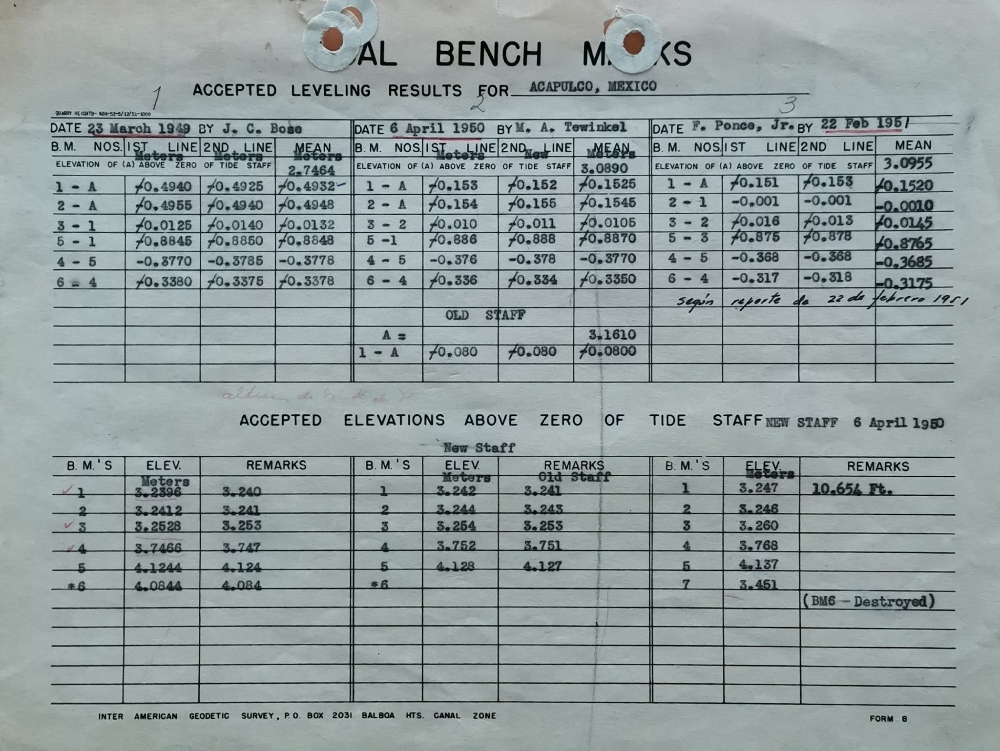 BENCH
ACCEPTED LEVELING RESULTS FOR ACAPULCO, MEXICO
1 2 3
QUARRY HEIGHTS
DATE 23 March 1949 BY J. C. Bose DATE 6 April 1950 BY M. A. Tewinkel DATE F. Ponce, Jr. BY 22 Feb 1951
B.M. NOS. 1ST LINE 2ND LINE MEAN B.M. NOS. 1ST LINE 2ND LINE MEAN B.M. NOS. 1ST LINE 2ND LINE MEAN
Meters Meters Meters Meters New Meters
ELEVATION OF (A) ABOVE ZERO OF TIDE STAFF 2.7464 ELEVATION OF (A) ABOVE ZERO OF TIDE STAFF 3.0890 ELEVATION OF (A) ABOVE ZERO OF TIDE STAFF 3.0955
1 - A +0.4940 +0.4925 +0.4932 1 - A +0.153 +0.152 +0.1525 1 - A +0.151 +0.153 +0.1520
2 - A +0.4955 +0.4940 +0.4948 2 - A +0.154 +0.155 +0.1545 2 - 1 -0.001 -0.001 -0.0010
3 - 1 +0.0125 +0.0140 +0.0132 3 - 2 +0.010 +0.011 +0.0105 3 - 2 +0.016 +0.013 +0.0145
5 - 1 +0.8845 +0.8850 +0.8848 5 -1 +0.886 +0.888 +0.8870 5 - 3 +0.875 +0.878 +0.8765
4 - 5 -0.3770 -0.3785 -0.3778 4 - 5 -0.376 -0.378 -0.3770 4 - 5 -0.368 -0.368 -0.3685
6 - 4 +0.3380 +0.3375 +0.3378 6 - 4 +0.336 +0.334 +0.3350 6 - 4 -0.317 -0.318 -0.3175
según reporte de 22 de febrero 1951
OLD STAFF
A = 3.1610
1 - A +0.080 +0.080 +0.0800
ACCEPTED ELEVATIONS ABOVE ZERO OF TIDE STAFF NEW STAFF 6 April 1950
New Staff
B. M.'S ELEV. REMARKS B. M.'S ELEV. REMARKS B. M.'S ELEV. REMARKS
Meters Meters Old Staff Meters
1 3.2396 3.240 1 3.242 3.241 1 3.247 10.654 Ft.
2 3.2412 3.241 2 3.244 3.243 2 3.246
3 3.2528 3.253 3 3.254 3.253 3 3.260
4 3.7466 3.747 4 3.752 3.751 4 3.768
5 4.1244 4.124 5 4.128 4.127 5 4.137
*6 4.0844 4.084 *6 7 3.451
(BM6 - Destroyed)
INTER AMERICAN GEODETIC SURVEY, P.O. BOX 2031 BALBOA HTS. CANAL ZONE
FORM 8